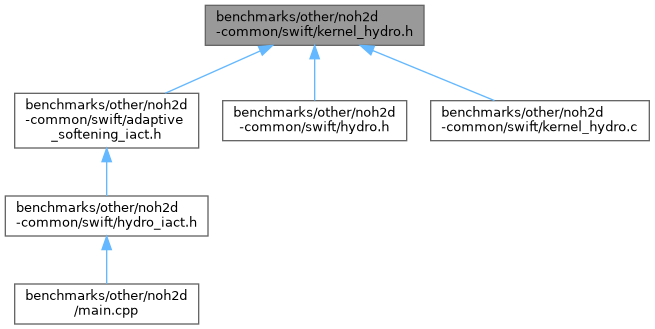 benchmarks/other/noh2d
-common/swift/kernel_hydro.h
benchmarks/other/noh2d
-common/swift/adaptive
_softening_iact.h
benchmarks/other/noh2d
-common/swift/hydro.h
benchmarks/other/noh2d
-common/swift/kernel_hydro.c
benchmarks/other/noh2d
-common/swift/hydro_iact.h
benchmarks/other/noh2d
/main.cpp